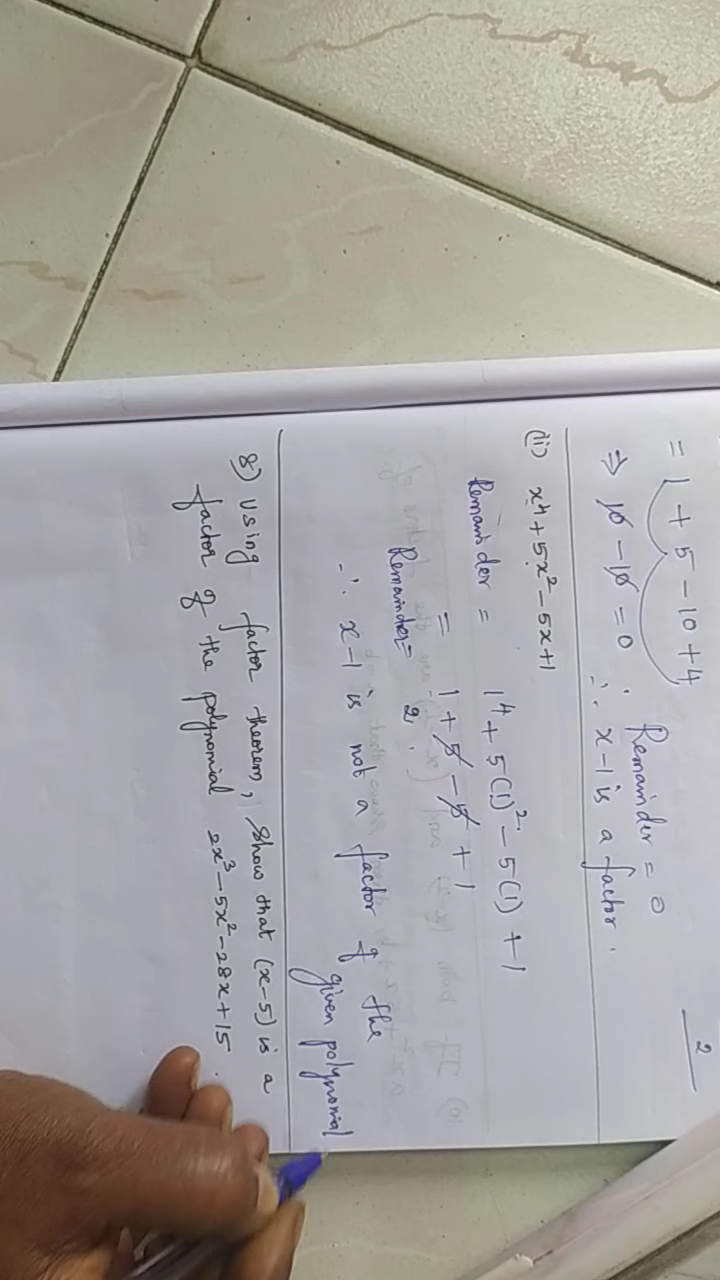 = 1 + 5 - 10 + 4
Remainder = 0
⇒ 10 - 10 = 0 ∴ x-1 is a factor.
2
(ii) x⁴ + 5x² - 5x + 1
Remainder = 1⁴ + 5(1)² - 5(1) + 1
= 1 + 5 - 5 + 1
Remainder = 2.
∴ x-1 is not a factor of the
given polynomial
8) Using factor theorem, show that (x-5) is a
factor of the polynomial 2x³ - 5x² - 28x + 15.